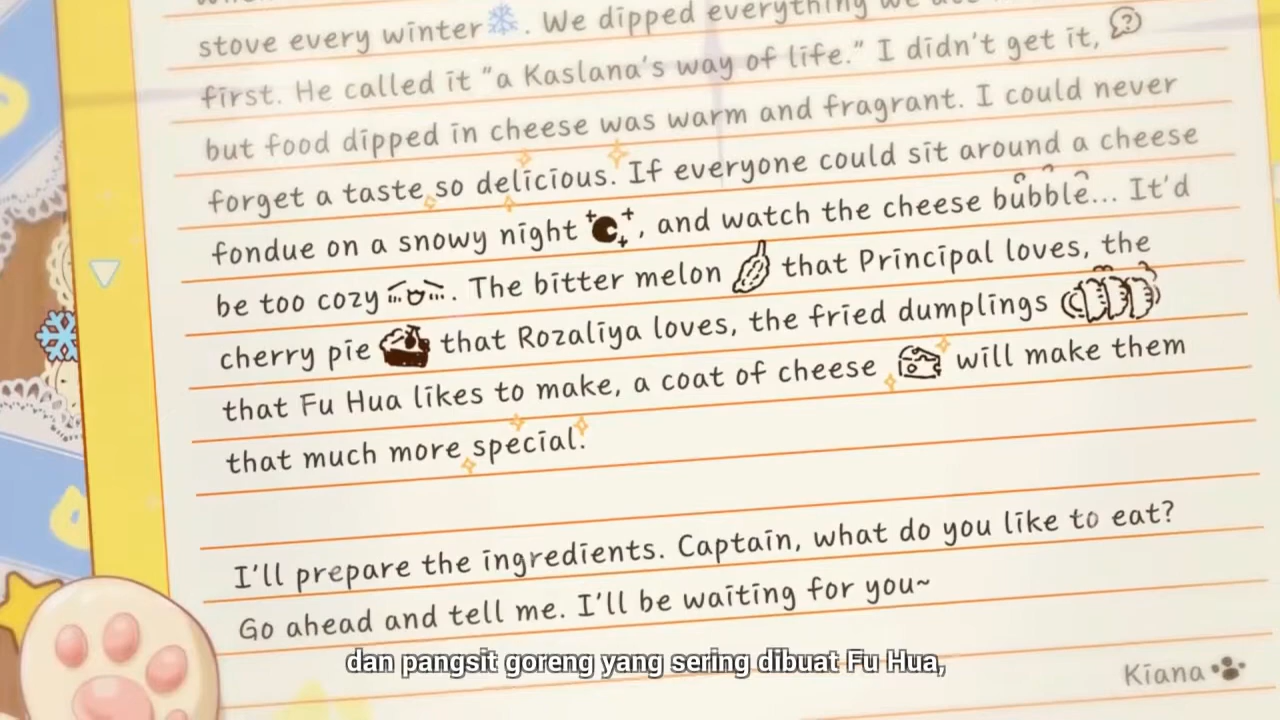 stove every winter. We dipped everything we
first. He called it "a Kaslana's way of life." I didn't get it,
but food dipped in cheese was warm and fragrant. I could never
forget a taste so delicious. If everyone could sit around a cheese
fondue on a snowy night, and watch the cheese bubble... It'd
be too cozy. The bitter melon that Principal loves, the
cherry pie that Rozaliya loves, the fried dumplings
that Fu Hua likes to make, a coat of cheese will make them
that much more special.
I'll prepare the ingredients. Captain, what do you like to eat?
Go ahead and tell me. I'll be waiting for you~
dan pangsit goreng yang sering dibuat Fu Hua,
Kiana